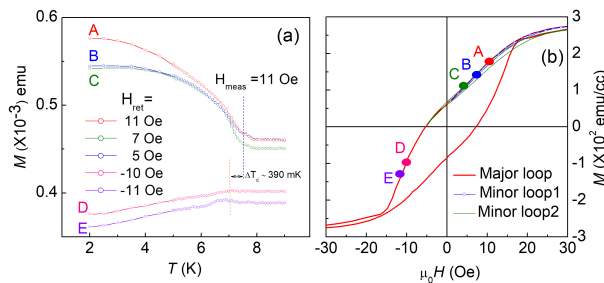 (a)
A
B
C
D
E
H_meas = 11 Oe
H_ret =
11 Oe
7 Oe
5 Oe
-10 Oe
-11 Oe
ΔT_c ~ 390 mK
M (X10^-3) emu
0.6
0.5
0.4
0 2 4 6 8
T (K)
(b)
A
B
C
D
E
Major loop
Minor loop1
Minor loop2
3
2
1
0
-1
-2
-3
M (X10^2 emu/cc)
-30 -20 -10 0 10 20 30
μ₀H (Oe)